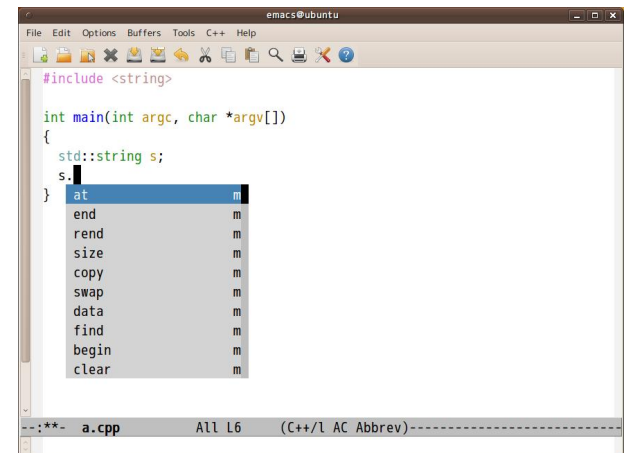 emacs@ubuntu
File Edit Options Buffers Tools C++ Help
#include <string>
int main(int argc, char *argv[])
{
std::string s;
s.
} at m
end m
rend m
size m
copy m
swap m
data m
find m
begin m
clear m
--:**- a.cpp All L6 (C++/l AC Abbrev)---------------------------